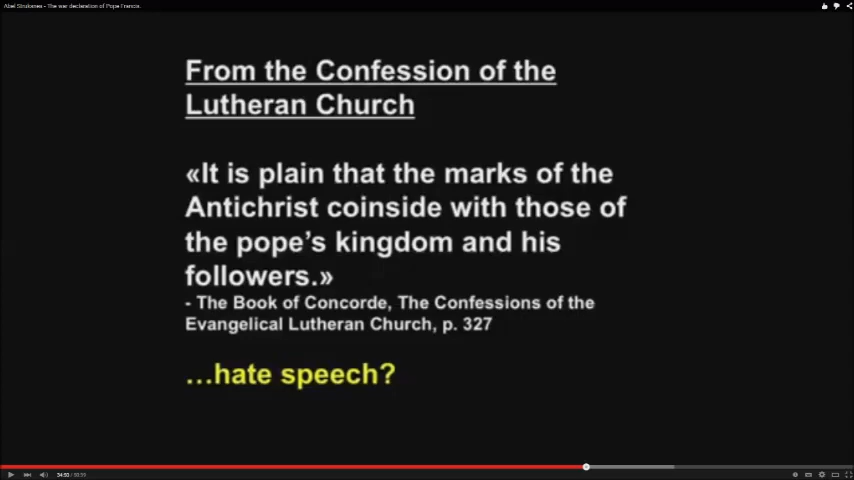 Abel Struksnes - The war declaration of Pope Francis.
From the Confession of the
Lutheran Church
«It is plain that the marks of the
Antichrist coinside with those of
the pope's kingdom and his
followers.»
- The Book of Concorde, The Confessions of the
Evangelical Lutheran Church, p. 327
...hate speech?